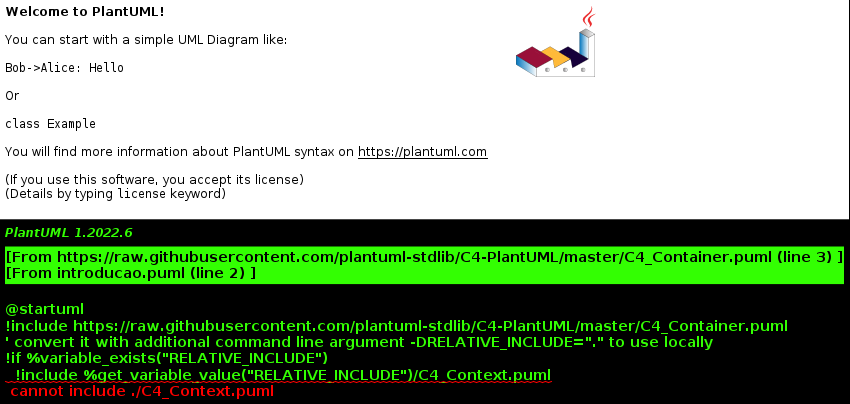 Welcome to PlantUML!
You can start with a simple UML Diagram like:
Bob->Alice: Hello
Or
class Example
You will find more information about PlantUML syntax on https://plantuml.com
(If you use this software, you accept its license)
(Details by typing license keyword)
PlantUML 1.2022.6
[From https://raw.githubusercontent.com/plantuml-stdlib/C4-PlantUML/master/C4_Container.puml (line 3) ]
[From introducao.puml (line 2) ]
@startuml
!include https://raw.githubusercontent.com/plantuml-stdlib/C4-PlantUML/master/C4_Container.puml
' convert it with additional command line argument -DRELATIVE_INCLUDE="." to use locally
!if %variable_exists("RELATIVE_INCLUDE")
!include %get_variable_value("RELATIVE_INCLUDE")/C4_Context.puml
cannot include ./C4_Context.puml